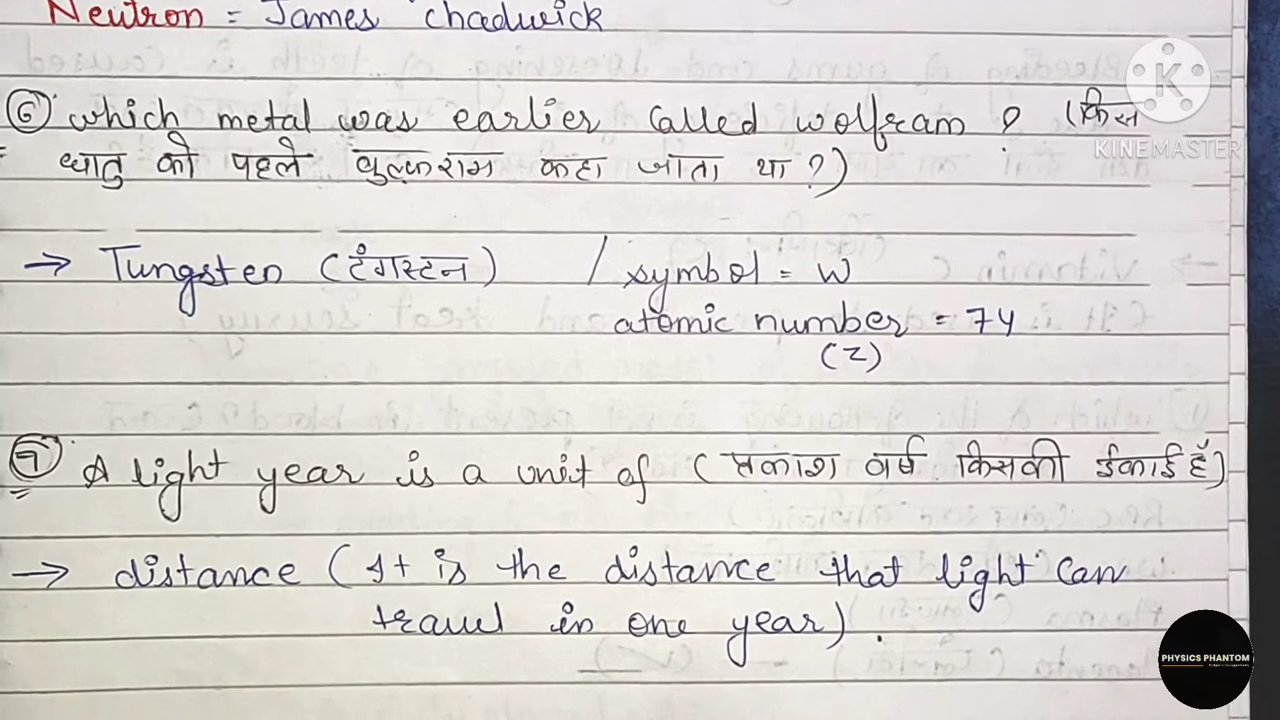 Neutron = James Chadwick
⑥ which metal was earlier called wolfram ? (किस
धातु को पहले वुल्फराम कहा जाता था ?)
→ Tungsten (टंगस्टन) / symbol = W
atomic number = 74
(Z)
⑦ A light year is a unit of (प्रकाश वर्ष किसकी ईकाई हैं)
→ distance (It is the distance that light can
travel in one year).
KINEMASTER
PHYSICS PHANTOM